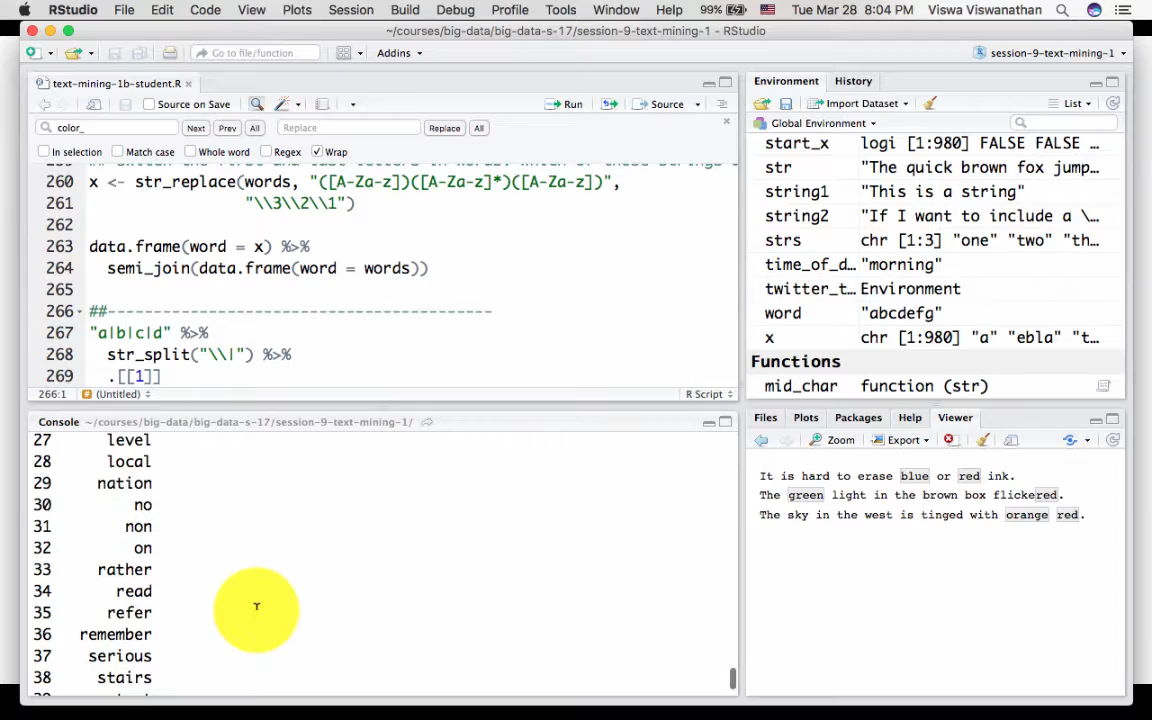 RStudio File Edit Code View Plots Session Build Debug Profile Tools Window Help 99% Tue Mar 28 8:04 PM Viswa Viswanathan
~/courses/big-data/big-data-s-17/session-9-text-mining-1 - RStudio
Go to file/function Addins session-9-text-mining-1
text-mining-1b-student.R
Source on Save Run Source
color_ Next Prev All Replace Replace All
In selection Match case Whole word Regex Wrap
260 x <- str_replace(words, "([A-Za-z])([A-Za-z]*)([A-Za-z])",
261 "\\3\\2\\1")
262
263 data.frame(word = x) %>%
264 semi_join(data.frame(word = words))
265
266 ##----------------------------------------
267 "a|b|c|d" %>%
268 str_split("\\|") %>%
269 .[[1]]
266:1 (Untitled) R Script
Console ~/courses/big-data/big-data-s-17/session-9-text-mining-1/
27 level
28 local
29 nation
30 no
31 non
32 on
33 rather
34 read
35 refer
36 remember
37 serious
38 stairs
Environment History
Import Dataset List
Global Environment
start_x logi [1:980] FALSE FALSE …
str "The quick brown fox jump…
string1 "This is a string"
string2 "If I want to include a \…
strs chr [1:3] "one" "two" "th…
time_of_d… "morning"
twitter_t… Environment
word "abcdefg"
x chr [1:980] "a" "ebla" "t…
Functions
mid_char function (str)
Files Plots Packages Help Viewer
Zoom Export
It is hard to erase blue or red ink.
The green light in the brown box flickered.
The sky in the west is tinged with orange red.